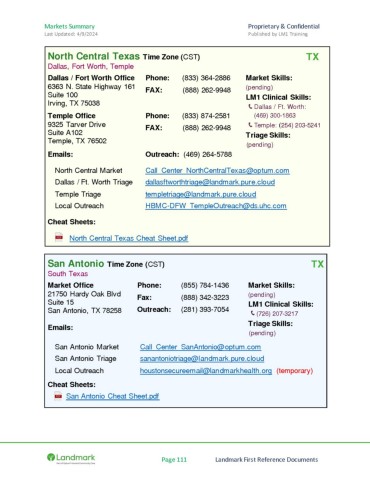 Markets Summary Proprietary & Confidential
Last Updated: 4/8/2024 Published by LM1 Training
North Central Texas Time Zone (CST) TX
Dallas, Fort Worth, Temple
Dallas / Fort Worth Office Phone: (833) 364-2886 Market Skills:
6363 N. State Highway 161 FAX: (888) 262-9948 (pending)
Suite 100 LM1 Clinical Skills:
Irving, TX 75038 Dallas / Ft. Worth:
Temple Office Phone: (833) 874-2581 (469) 300-1863
9325 Tarver Drive FAX: (888) 262-9948 Temple: (254) 203-5241
Suite A102 Triage Skills:
Temple, TX 76502 (pending)
Emails: Outreach: (469) 264-5788
North Central Market Call_Center_NorthCentralTexas@optum.com
Dallas / Ft. Worth Triage dallasftworthtriage@landmark.pure.cloud
Temple Triage templetriage@landmark.pure.cloud
Local Outreach HBMC-DFW_TempleOutreach@ds.uhc.com
Cheat Sheets:
North Central Texas Cheat Sheet.pdf
San Antonio Time Zone (CST) TX
South Texas
Market Office Phone: (855) 784-1436 Market Skills:
21750 Hardy Oak Blvd Fax: (888) 342-3223 (pending)
Suite 15 LM1 Clinical Skills:
San Antonio, TX 78258 Outreach: (281) 393-7054 (726) 207-3217
Triage Skills:
Emails: (pending)
San Antonio Market Call_Center_SanAntonio@optum.com
San Antonio Triage sanantoniotriage@landmark.pure.cloud
Local Outreach houstonsecureemail@landmarkhealth.org (temporary)
Cheat Sheets:
San Antonio Cheat Sheet.pdf
Landmark Page 111 Landmark First Reference Documents